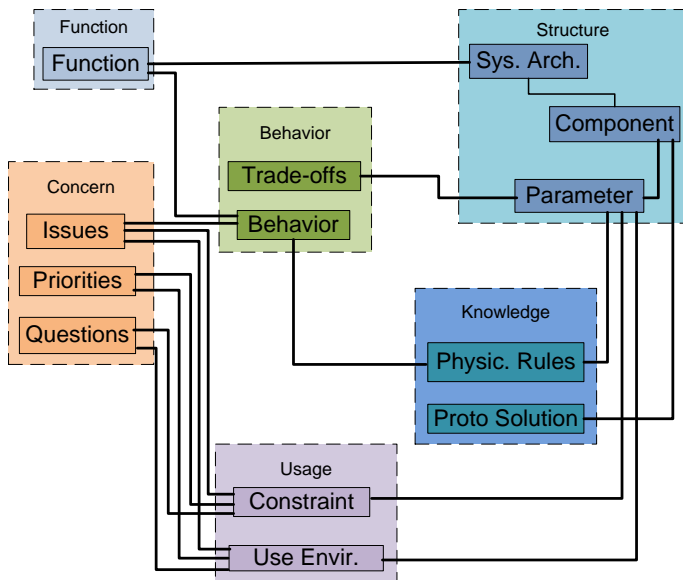 Function
Function
Structure
Sys. Arch.
Component
Parameter
Behavior
Trade-offs
Behavior
Concern
Issues
Priorities
Questions
Knowledge
Physic. Rules
Proto Solution
Usage
Constraint
Use Envir.